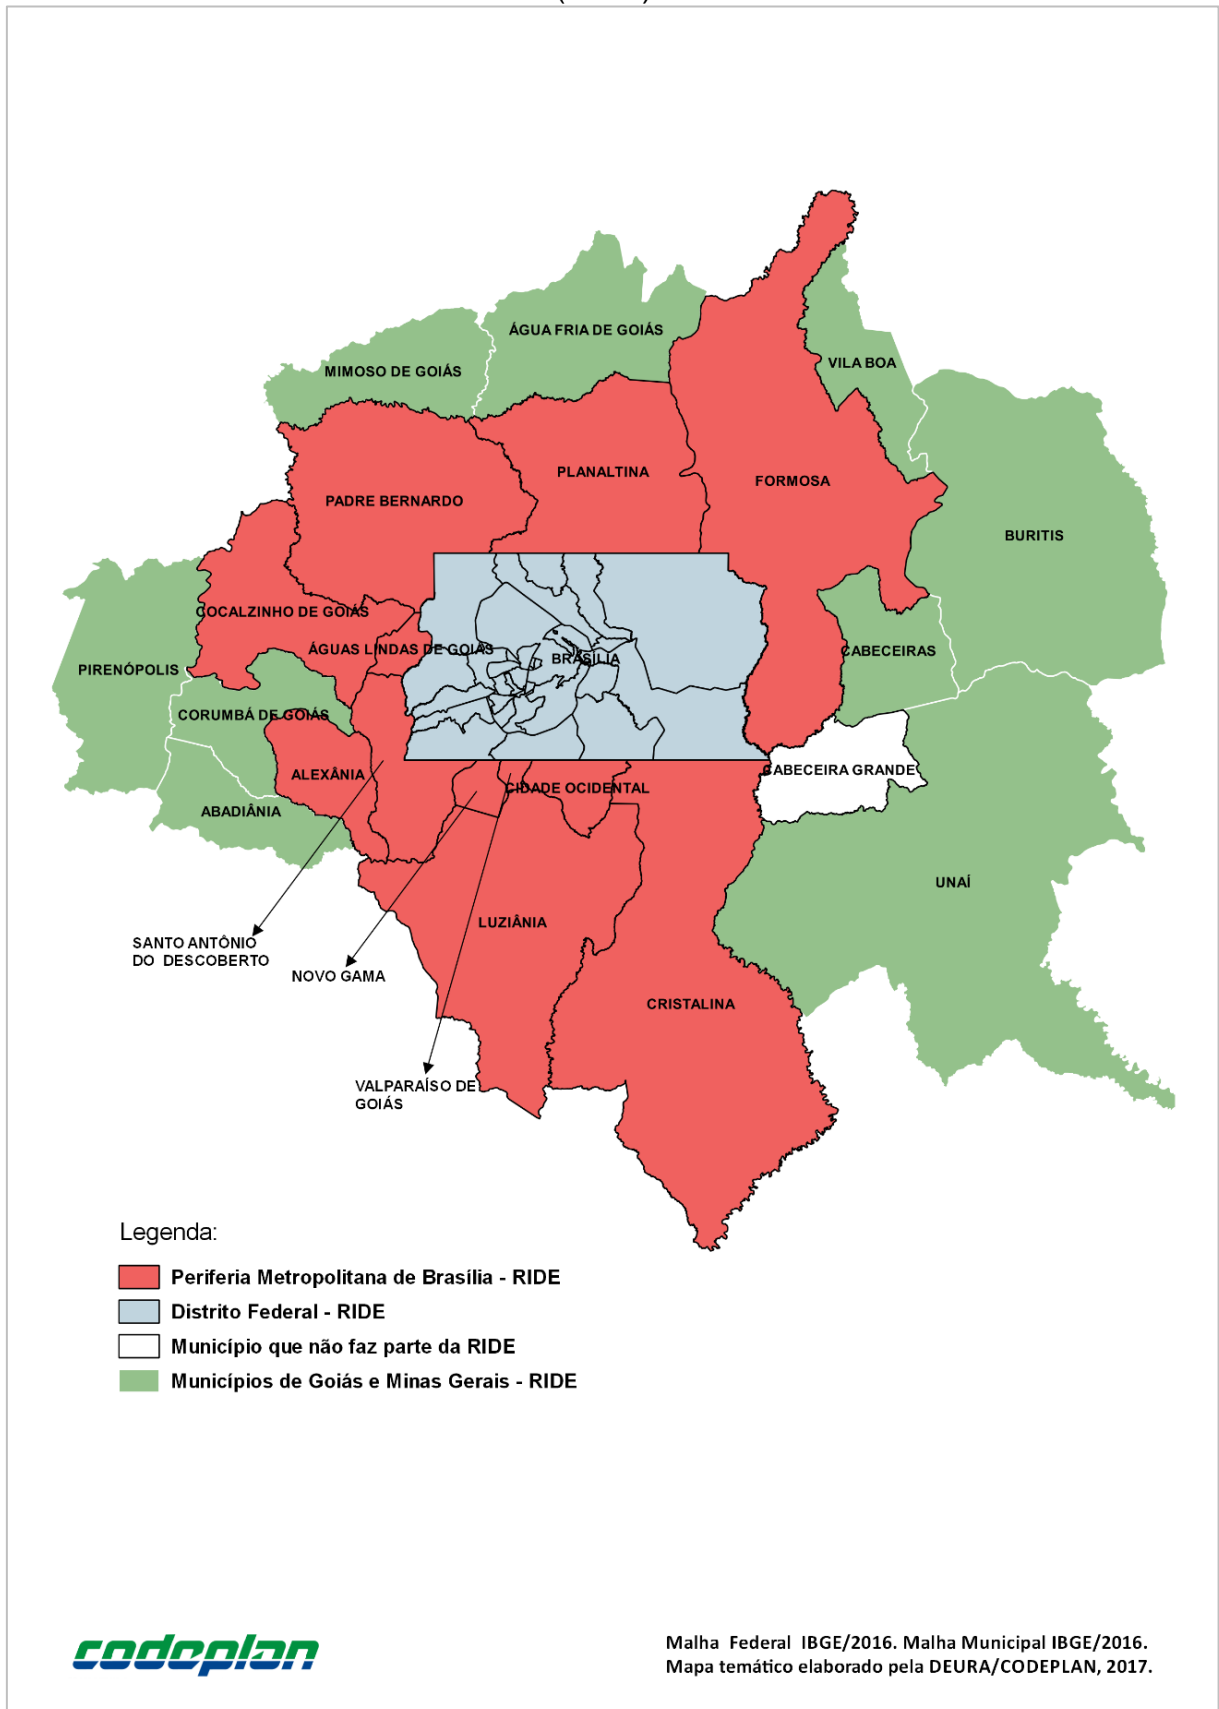 ÁGUA FRIA DE GOIÁS
MIMOSO DE GOIÁS
VILA BOA
PLANALTINA
FORMOSA
PADRE BERNARDO
BURITIS
COCALZINHO DE GOIÁS
ÁGUAS LINDAS DE GOIÁS
BRASÍLIA
CABECEIRAS
PIRENÓPOLIS
CORUMBÁ DE GOIÁS
ALEXÂNIA
CABECEIRA GRANDE
CIDADE OCIDENTAL
ABADIÂNIA
UNAÍ
LUZIÂNIA
SANTO ANTÔNIO
DO DESCOBERTO
NOVO GAMA
CRISTALINA
VALPARAÍSO DE
GOIÁS
Legenda:
Periferia Metropolitana de Brasília - RIDE
Distrito Federal - RIDE
Município que não faz parte da RIDE
Municípios de Goiás e Minas Gerais - RIDE
codeplan
Malha Federal IBGE/2016. Malha Municipal IBGE/2016.
Mapa temático elaborado pela DEURA/CODEPLAN, 2017.